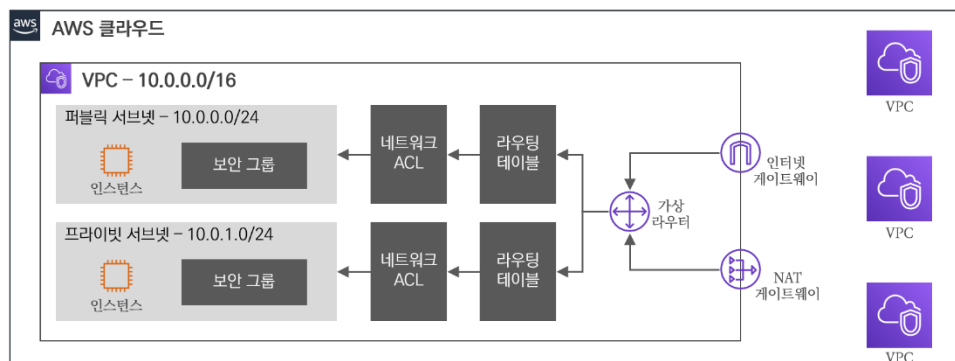 aws
AWS 클라우드
VPC – 10.0.0.0/16
퍼블릭 서브넷 – 10.0.0.0/24
인스턴스
보안 그룹
네트워크
ACL
라우팅
테이블
프라이빗 서브넷 – 10.0.1.0/24
인스턴스
보안 그룹
네트워크
ACL
라우팅
테이블
가상
라우터
인터넷
게이트웨이
NAT
게이트웨이
VPC
VPC
VPC